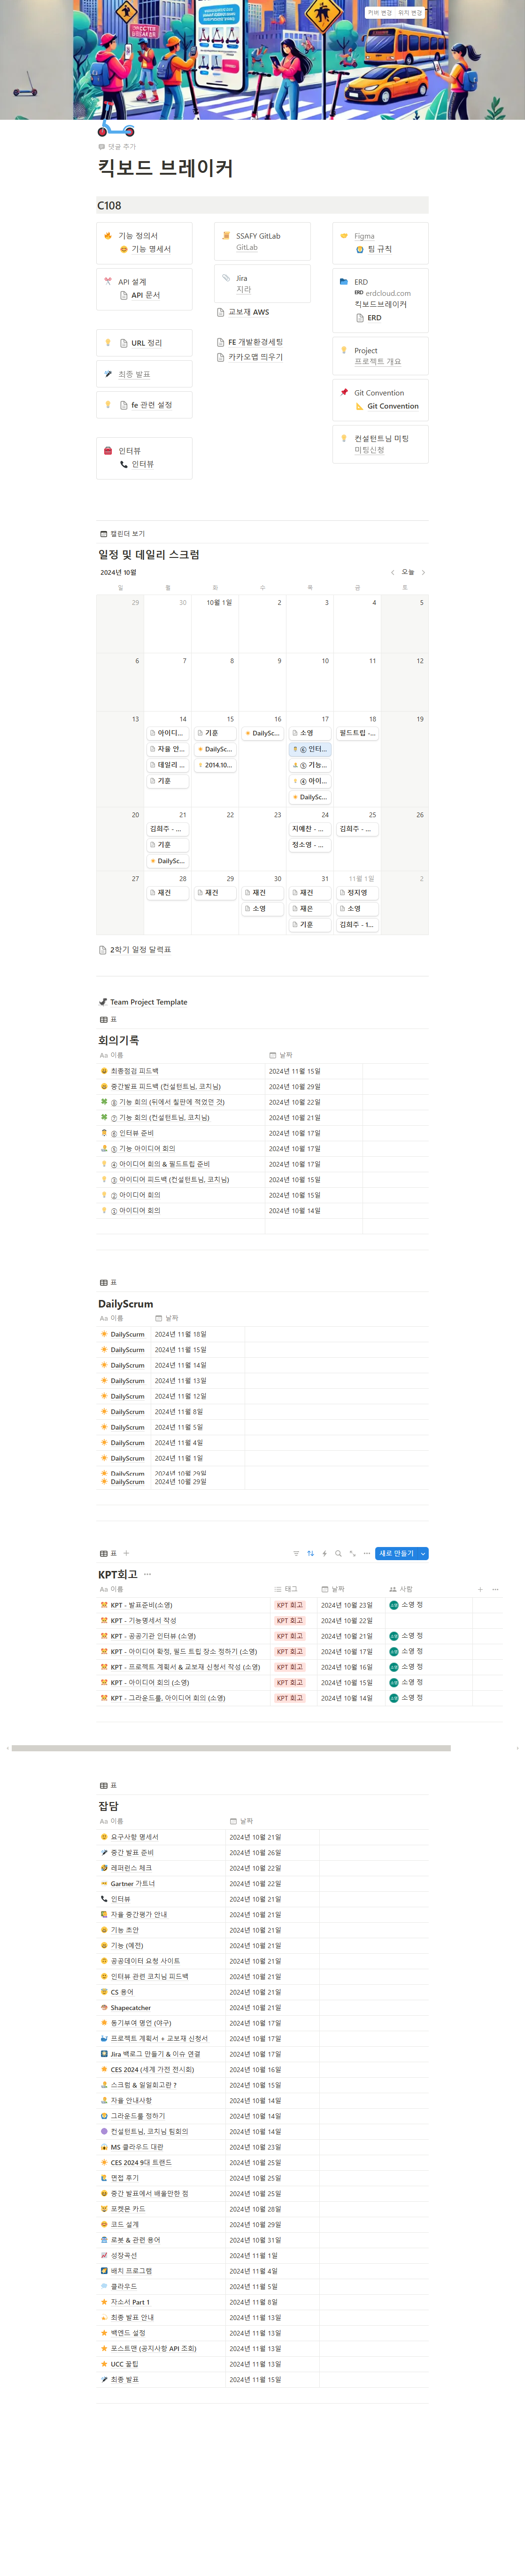 커버 변경 위치 변경
댓글 추가
킥보드 브레이커
C108
기능 정의서
기능 명세서
API 설계
API 문서
URL 정리
최종 발표
fe 관련 설정
인터뷰
인터뷰
SSAFY GitLab
GitLab
Jira
지라
교보재 AWS
FE 개발환경세팅
카카오맵 띄우기
Figma
팀 규칙
ERD
ERD erdcloud.com
킥보드브레이커
ERD
Project
프로젝트 개요
Git Convention
Git Convention
컨설턴트님 미팅
미팅신청
캘린더 보기
일정 및 데일리 스크럼
2024년 10월 오늘
일 월 화 수 목 금 토
29 30 10월 1일 2 3 4 5
6 7 8 9 10 11 12
13 14 15 16 17 18 19
아이디... 기훈 DailySc... 소영 필드트립 -...
자율 안... DailySc... ⑥ 인터...
데일리 ... 2014.10... ⑤ 기능...
기훈 ④ 아이...
DailySc...
20 21 22 23 24 25 26
김희주 - ... 지예찬 - ... 김희주 - ...
기훈 정소영 - ...
DailySc...
27 28 29 30 31 11월 1일 2
재건 재건 재건 재건 정지영
소영 재은 소영
기훈 김희주 - 1...
2학기 일정 달력표
Team Project Template
표
회의기록
Aa 이름 날짜
최종점검 피드백 2024년 11월 15일
중간발표 피드백 (컨설턴트님, 코치님) 2024년 10월 29일
⑧ 기능 회의 (뒤에서 칠판에 적었던 것) 2024년 10월 22일
⑦ 기능 회의 (컨설턴트님, 코치님) 2024년 10월 21일
⑥ 인터뷰 준비 2024년 10월 17일
⑤ 기능 아이디어 회의 2024년 10월 17일
④ 아이디어 회의 & 필드트립 준비 2024년 10월 17일
③ 아이디어 피드백 (컨설턴트님, 코치님) 2024년 10월 15일
② 아이디어 회의 2024년 10월 15일
① 아이디어 회의 2024년 10월 14일
표
DailyScrum
Aa 이름 날짜
DailyScurm 2024년 11월 18일
DailyScurm 2024년 11월 15일
DailyScrum 2024년 11월 14일
DailyScrum 2024년 11월 13일
DailyScrum 2024년 11월 12일
DailyScrum 2024년 11월 8일
DailyScrum 2024년 11월 5일
DailyScrum 2024년 11월 4일
DailyScrum 2024년 11월 1일
DailyScrum 2024년 10월 29일
DailyScrum 2024년 10월 29일
표 새로 만들기
KPT회고
Aa 이름 태그 날짜 사람
KPT - 발표준비(소영) KPT 회고 2024년 10월 23일 소영 정
KPT - 기능명세서 작성 KPT 회고 2024년 10월 22일
KPT - 공공기관 인터뷰 (소영) KPT 회고 2024년 10월 21일 소영 정
KPT - 아이디어 확정, 필드 트립 장소 정하기 (소영) KPT 회고 2024년 10월 17일 소영 정
KPT - 프로젝트 계획서 & 교보재 신청서 작성 (소영) KPT 회고 2024년 10월 16일 소영 정
KPT - 아이디어 회의 (소영) KPT 회고 2024년 10월 15일 소영 정
KPT - 그라운드룰, 아이디어 회의 (소영) KPT 회고 2024년 10월 14일 소영 정
표
잡담
Aa 이름 날짜
요구사항 명세서 2024년 10월 21일
중간 발표 준비 2024년 10월 26일
레퍼런스 체크 2024년 10월 22일
Gartner 가트너 2024년 10월 22일
인터뷰 2024년 10월 21일
자율 중간평가 안내 2024년 10월 21일
기능 초안 2024년 10월 21일
기능 (예전) 2024년 10월 21일
공공데이터 요청 사이트 2024년 10월 21일
인터뷰 관련 코치님 피드백 2024년 10월 21일
CS 용어 2024년 10월 21일
Shapecatcher 2024년 10월 21일
동기부여 명언 (야구) 2024년 10월 17일
프로젝트 계획서 + 교보재 신청서 2024년 10월 17일
Jira 백로그 만들기 & 이슈 연결 2024년 10월 17일
CES 2024 (세계 가전 전시회) 2024년 10월 16일
스크럼 & 일일회고란 ? 2024년 10월 15일
자율 안내사항 2024년 10월 14일
그라운드룰 정하기 2024년 10월 14일
컨설턴트님, 코치님 팀회의 2024년 10월 14일
MS 클라우드 대란 2024년 10월 23일
CES 2024 9대 트렌드 2024년 10월 25일
면접 후기 2024년 10월 25일
중간 발표에서 배울만한 점 2024년 10월 25일
포켓몬 카드 2024년 10월 28일
코드 설계 2024년 10월 29일
로봇 & 관련 용어 2024년 10월 31일
성장곡선 2024년 11월 1일
배치 프로그램 2024년 11월 4일
클라우드 2024년 11월 5일
자소서 Part 1 2024년 11월 8일
최종 발표 안내 2024년 11월 13일
백엔드 설정 2024년 11월 13일
포스트맨 (공지사항 API 조회) 2024년 11월 13일
UCC 꿀팁 2024년 11월 13일
최종 발표 2024년 11월 15일